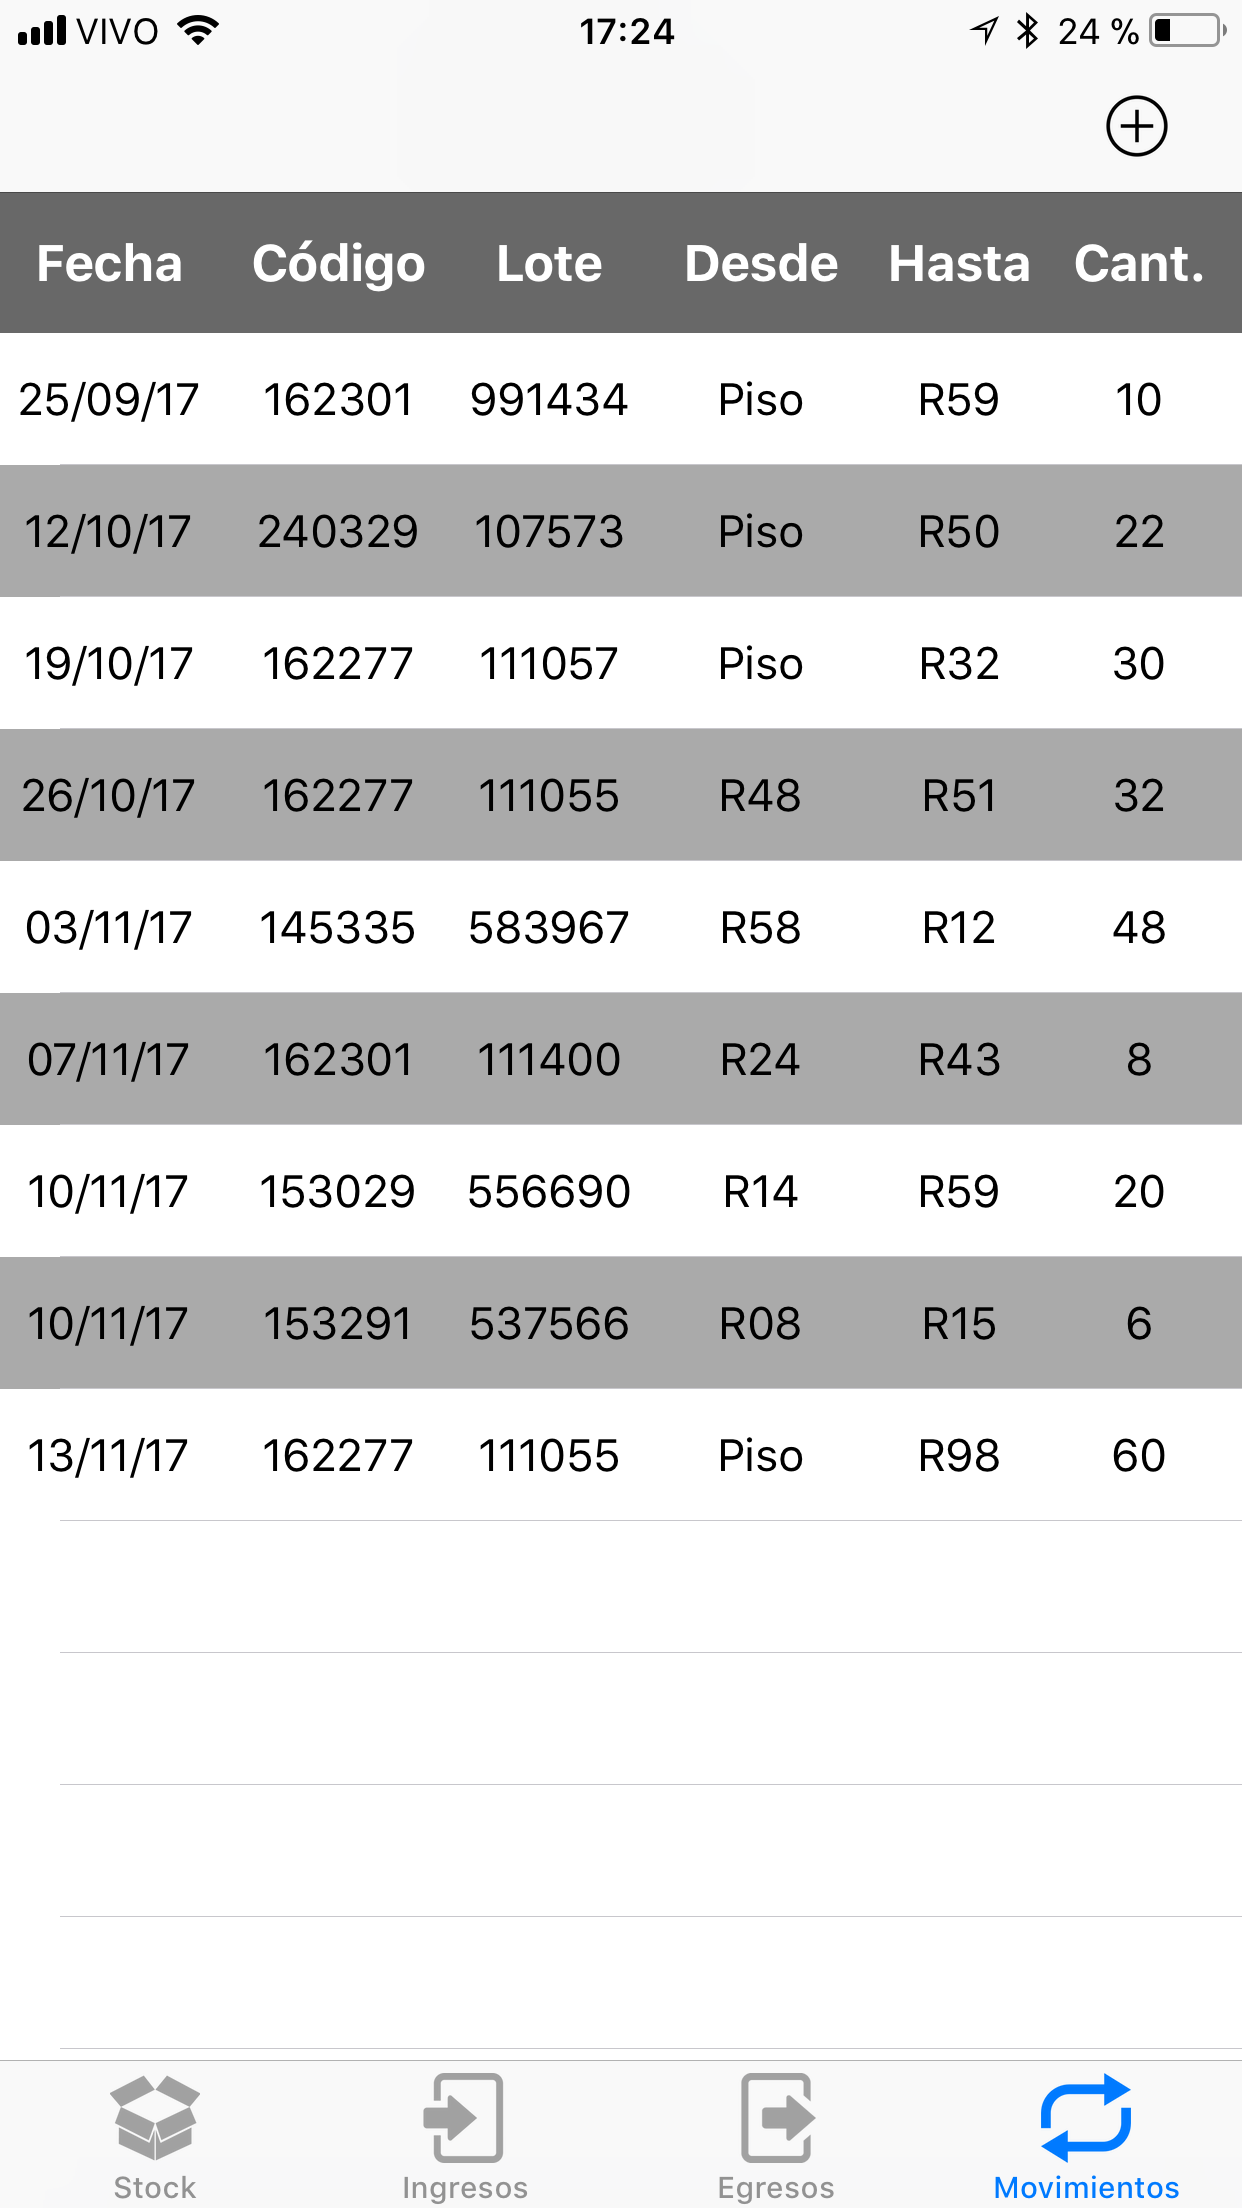 VIVO 17:24 24 %
Fecha Código Lote Desde Hasta Cant.
25/09/17 162301 991434 Piso R59 10
12/10/17 240329 107573 Piso R50 22
19/10/17 162277 111057 Piso R32 30
26/10/17 162277 111055 R48 R51 32
03/11/17 145335 583967 R58 R12 48
07/11/17 162301 111400 R24 R43 8
10/11/17 153029 556690 R14 R59 20
10/11/17 153291 537566 R08 R15 6
13/11/17 162277 111055 Piso R98 60
Stock Ingresos Egresos Movimientos